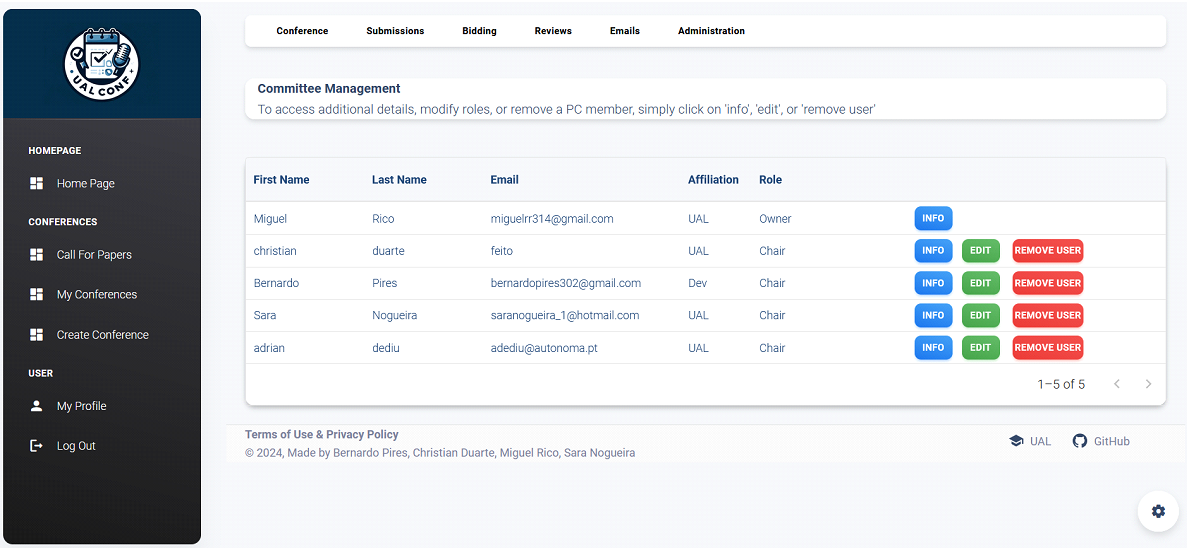 UAL CONF
HOMEPAGE
Home Page
CONFERENCES
Call For Papers
My Conferences
Create Conference
USER
My Profile
Log Out
Conference Submissions Bidding Reviews Emails Administration
Committee Management
To access additional details, modify roles, or remove a PC member, simply click on 'info', 'edit', or 'remove user'
First Name Last Name Email Affiliation Role
Miguel Rico miguelrr314@gmail.com UAL Owner INFO
christian duarte feito UAL Chair INFO EDIT REMOVE USER
Bernardo Pires bernardopires302@gmail.com Dev Chair INFO EDIT REMOVE USER
Sara Nogueira saranogueira_1@hotmail.com UAL Chair INFO EDIT REMOVE USER
adrian dediu adediu@autonoma.pt UAL Chair INFO EDIT REMOVE USER
1–5 of 5
Terms of Use & Privacy Policy
© 2024, Made by Bernardo Pires, Christian Duarte, Miguel Rico, Sara Nogueira
UAL GitHub